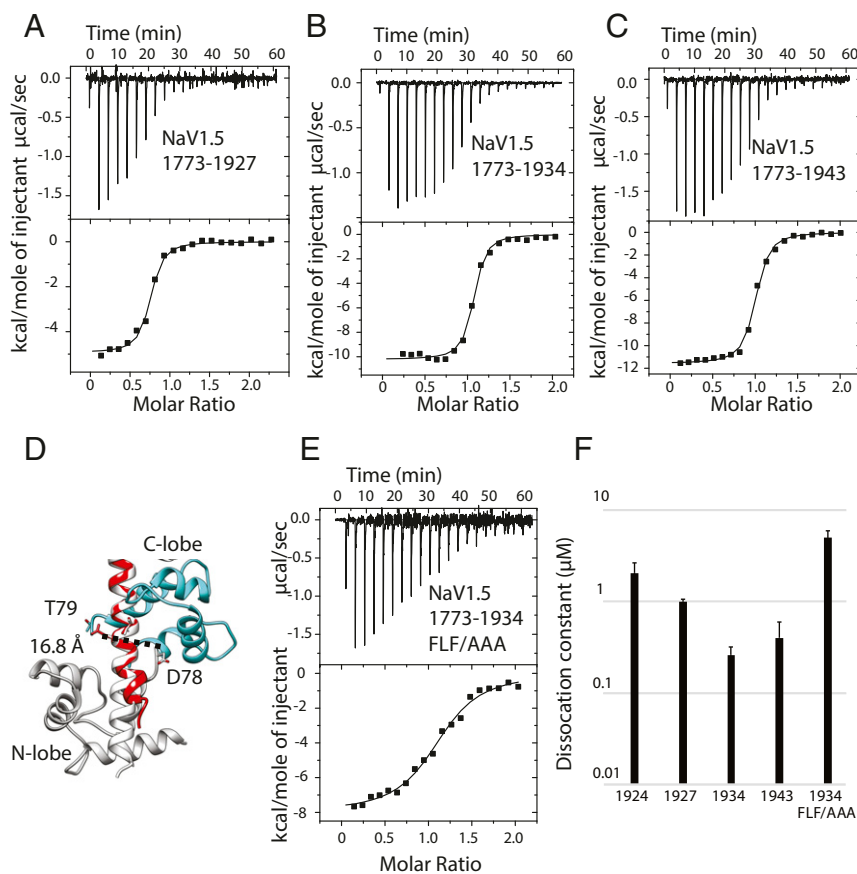 A
Time (min)
0 10 20 30 40 50 60
0.0
-0.5
-1.0
-1.5
µcal/sec
NaV1.5
1773-1927
0
-2
-4
kcal/mole of injectant
0 0.5 1.0 1.5 2.0
Molar Ratio
B
Time (min)
0 10 20 30 40 50 60
0.0
-0.5
-1.0
-1.5
µcal/sec
NaV1.5
1773-1934
0
-2
-4
-6
-8
-10
kcal/mole of injectant
0 0.5 1.0 1.5 2.0
Molar Ratio
C
Time (min)
0 10 20 30 40 50 60
0.0
-0.5
-1.0
-1.5
µcal/sec
NaV1.5
1773-1943
0
-2
-4
-6
-8
-10
-12
kcal/mole of injectant
0 0.5 1.0 1.5 2.0
Molar Ratio
D
C-lobe
T79
16.8 Å
D78
N-lobe
E
Time (min)
0 10 20 30 40 50 60
0.0
-0.5
-1.0
-1.5
µcal/sec
NaV1.5
1773-1934
FLF/AAA
0
-2
-4
-6
-8
kcal/mole of injectant
0 0.5 1.0 1.5 2.0
Molar Ratio
F
10
1
0.1
0.01
Dissocation constant (µM)
1924 1927 1934 1943 1934
FLF/AAA